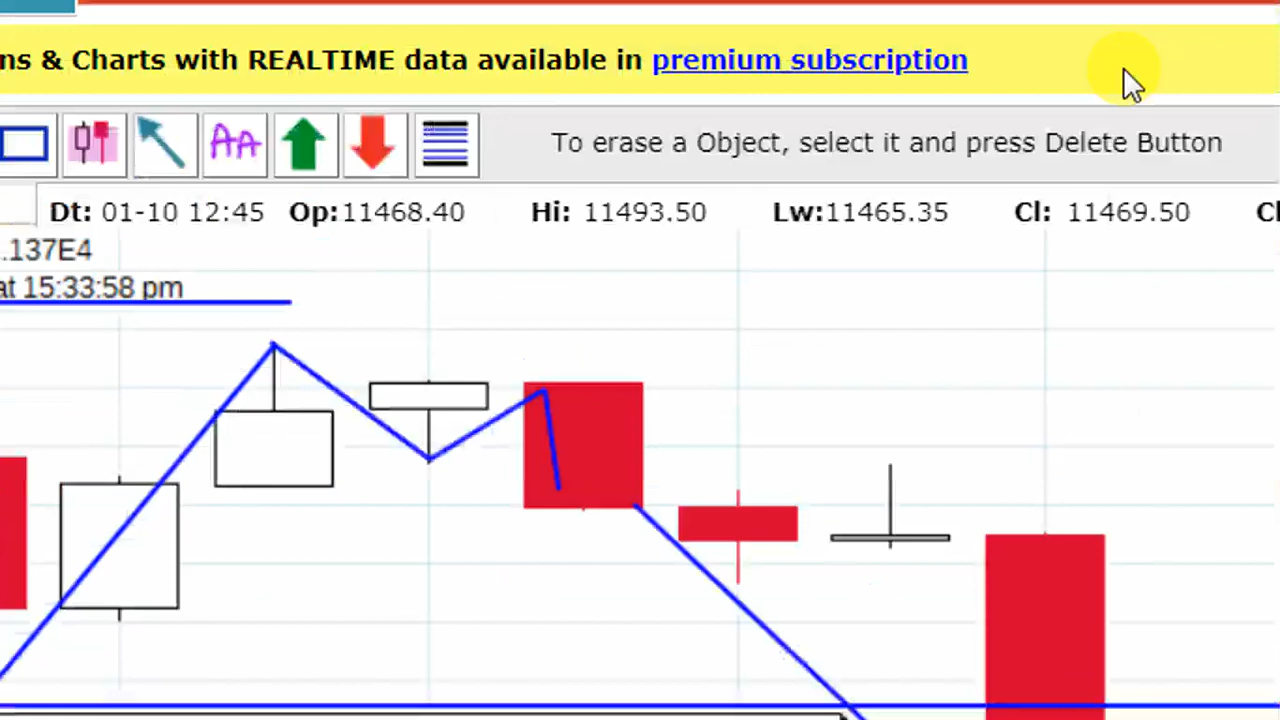 ns & Charts with REALTIME data available in premium subscription
AA
To erase a Object, select it and press Delete Button
Dt: 01-10 12:45 Op:11468.40 Hi: 11493.50 Lw:11465.35 Cl: 11469.50 Cl
.137E4
at 15:33:58 pm